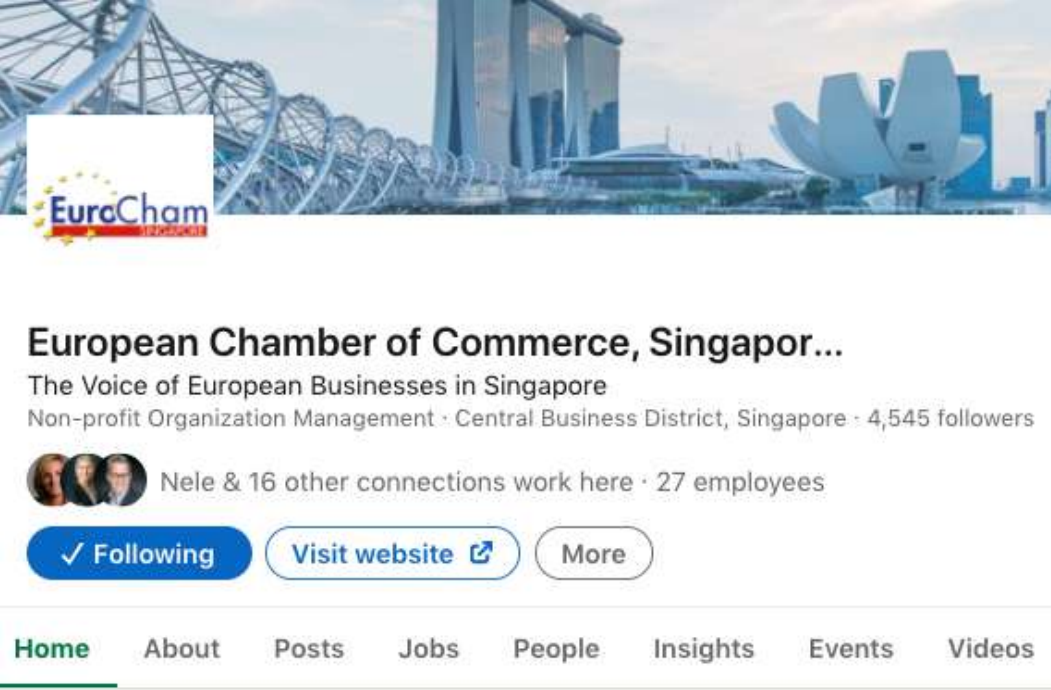 EuroCham
SINGAPORE
European Chamber of Commerce, Singapor...
The Voice of European Businesses in Singapore
Non-profit Organization Management · Central Business District, Singapore · 4,545 followers
Nele & 16 other connections work here · 27 employees
✓ Following Visit website More
Home About Posts Jobs People Insights Events Videos